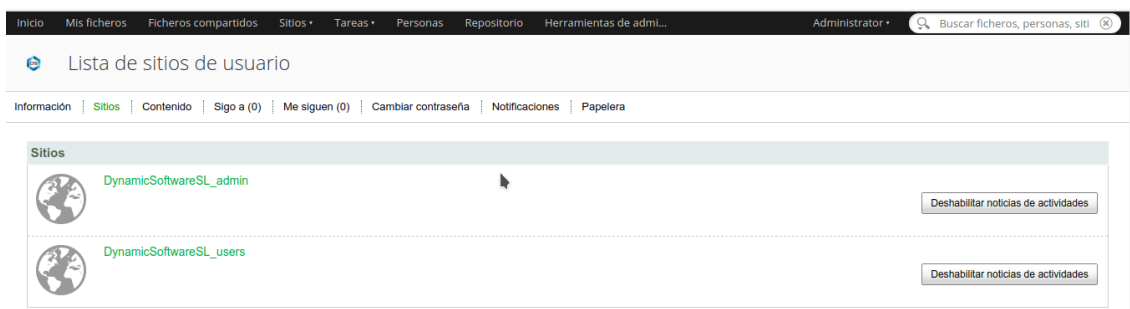 Inicio Mis ficheros Ficheros compartidos Sitios Tareas Personas Repositorio Herramientas de admi... Administrator Buscar ficheros, personas, siti
Lista de sitios de usuario
Información Sitios Contenido Sigo a (0) Me siguen (0) Cambiar contraseña Notificaciones Papelera
Sitios
DynamicSoftwareSL_admin
Deshabilitar noticias de actividades
DynamicSoftwareSL_users
Deshabilitar noticias de actividades